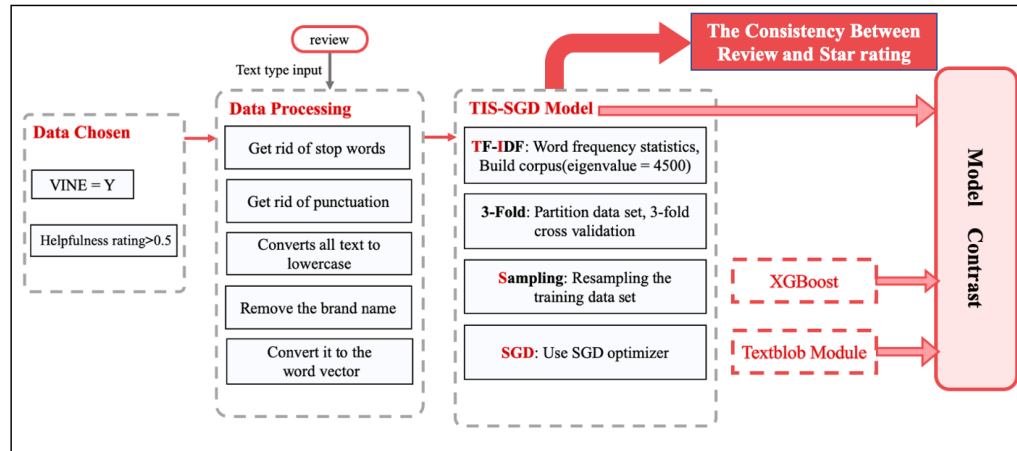 review
Text type input
The Consistency Between
Review and Star rating
Data Chosen
VINE = Y
Helpfulness rating>0.5
Data Processing
Get rid of stop words
Get rid of punctuation
Converts all text to
lowercase
Remove the brand name
Convert it to the
word vector
TIS-SGD Model
TF-IDF: Word frequency statistics,
Build corpus(eigenvalue = 4500)
3-Fold: Partition data set, 3-fold
cross validation
Sampling: Resampling the
training data set
SGD: Use SGD optimizer
XGBoost
Textblob Module
Model Contrast